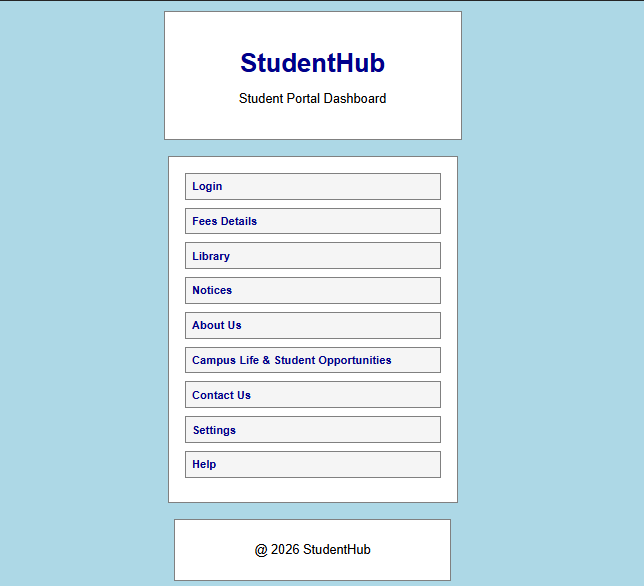 StudentHub
Student Portal Dashboard
Login
Fees Details
Library
Notices
About Us
Campus Life & Student Opportunities
Contact Us
Settings
Help
@ 2026 StudentHub